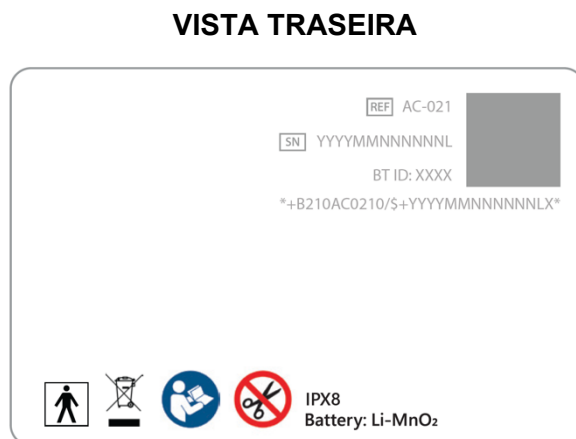 VISTA TRASEIRA
REF AC-021
SN YYYYMMNNNNNNL
BT ID: XXXX
*+B210AC0210/$+YYYYMMNNNNNNLX*
IPX8
Battery: Li-MnO₂